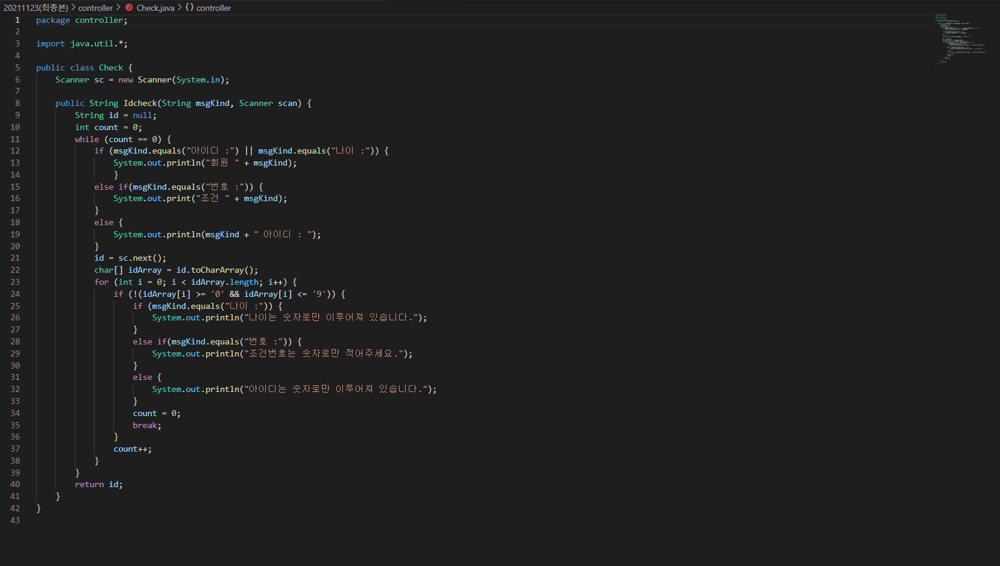 20211123(최종본) > controller > Check.java > {} controller
1 package controller;
2
3 import java.util.*;
4
5 public class Check {
6     Scanner sc = new Scanner(System.in);
7
8     public String Idcheck(String msgKind, Scanner scan) {
9         String id = null;
10         int count = 0;
11         while (count == 0) {
12             if (msgKind.equals("아이디 :") || msgKind.equals("나이 :")) {
13                 System.out.println("회원 " + msgKind);
14                 }
15             else if(msgKind.equals("번호 :")) {
16                 System.out.print("조건 " + msgKind);
17             }
18             else {
19                 System.out.println(msgKind + " 아이디 : ");
20             }
21             id = sc.next();
22             char[] idArray = id.toCharArray();
23             for (int i = 0; i < idArray.length; i++) {
24                 if (!(idArray[i] >= '0' && idArray[i] <= '9')) {
25                     if (msgKind.equals("나이 :")) {
26                         System.out.println("나이는 숫자로만 이루어져 있습니다.");
27                     }
28                     else if(msgKind.equals("번호 :")) {
29                         System.out.println("조건번호는 숫자로만 적어주세요.");
30                     }
31                     else {
32                         System.out.println("아이디는 숫자로만 이루어져 있습니다.");
33                     }
34                     count = 0;
35                     break;
36                 }
37                 count++;
38             }
39         }
40         return id;
41     }
42 }
43